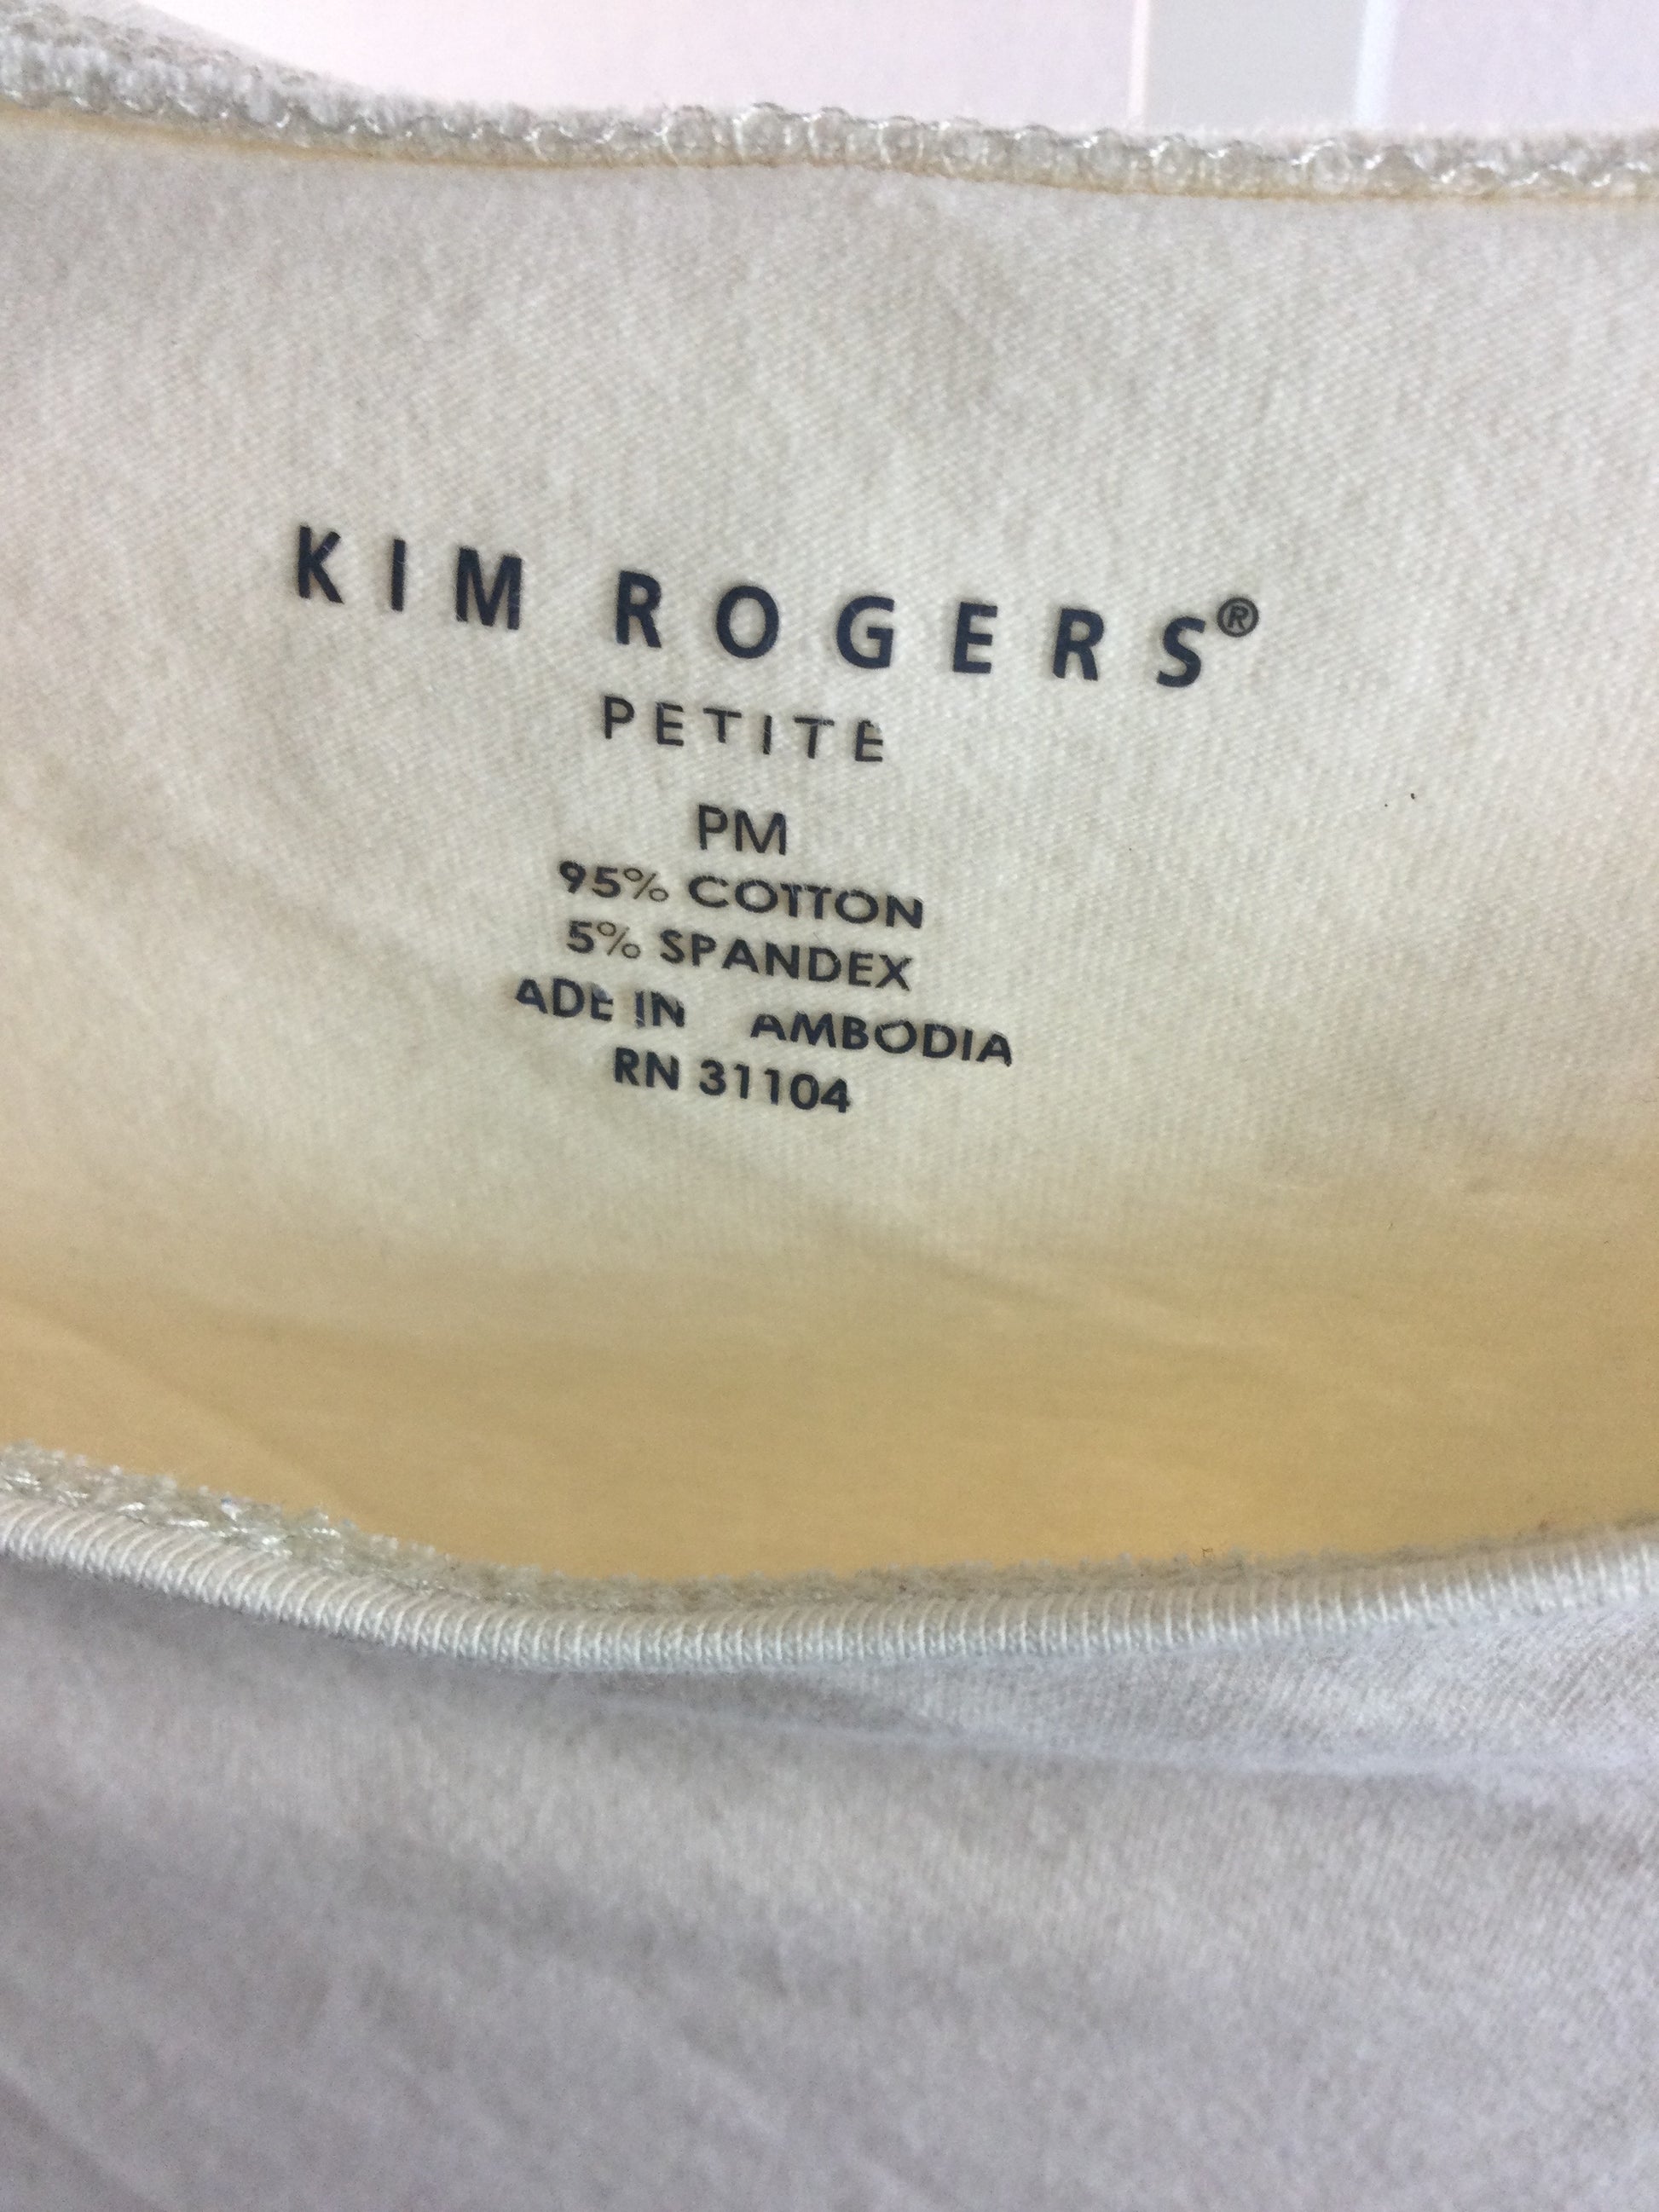 KIM ROGERS®
PETITE
PM
95% COTTON
5% SPANDEX
ADE IN AMBODIA
RN 31104